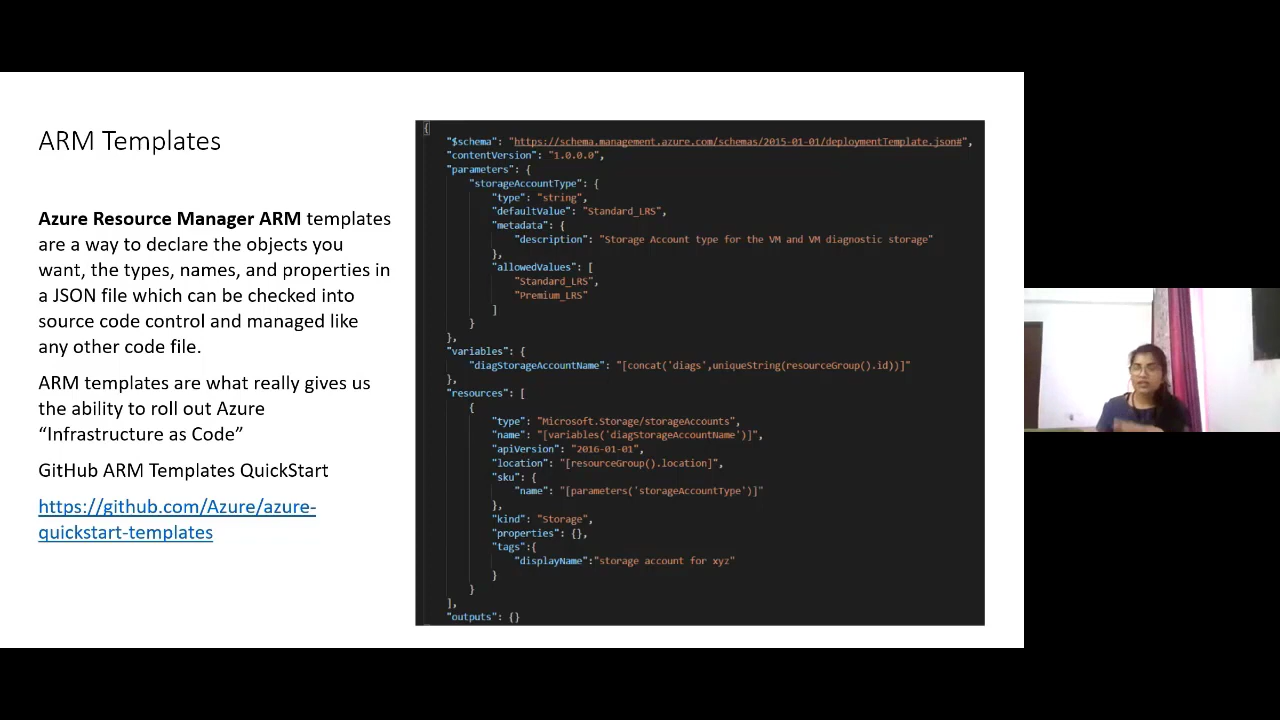 ARM Templates
Azure Resource Manager ARM templates
are a way to declare the objects you
want, the types, names, and properties in
a JSON file which can be checked into
source code control and managed like
any other code file.
ARM templates are what really gives us
the ability to roll out Azure
“Infrastructure as Code”
GitHub ARM Templates QuickStart
https://github.com/Azure/azure-
quickstart-templates
{
"$schema": "https://schema.management.azure.com/schemas/2015-01-01/deploymentTemplate.json#",
"contentVersion": "1.0.0.0",
"parameters": {
"storageAccountType": {
"type": "string",
"defaultValue": "Standard_LRS",
"metadata": {
"description": "Storage Account type for the VM and VM diagnostic storage"
},
"allowedValues": [
"Standard_LRS",
"Premium_LRS"
]
}
},
"variables": {
"diagStorageAccountName": "[concat('diags',uniqueString(resourceGroup().id))]"
},
"resources": [
{
"type": "Microsoft.Storage/storageAccounts",
"name": "[variables('diagStorageAccountName')]",
"apiVersion": "2016-01-01",
"location": "[resourceGroup().location]",
"sku": {
"name": "[parameters('storageAccountType')]"
},
"kind": "Storage",
"properties": {},
"tags":{
"displayName":"storage account for xyz"
}
}
],
"outputs": {}